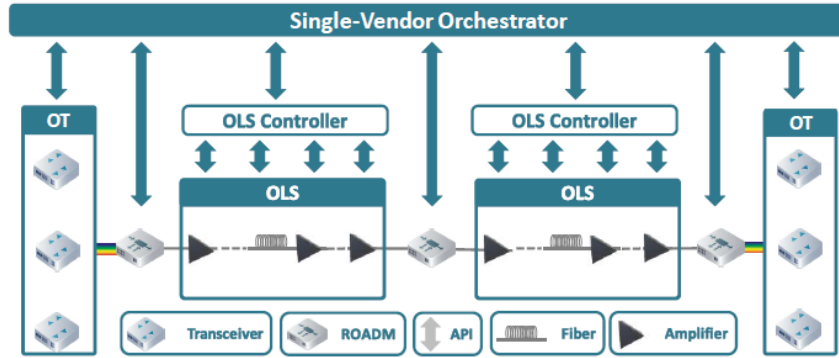 Single-Vendor Orchestrator
OT
OLS Controller
OLS Controller
OT
OLS
OLS
Transceiver
ROADM
API
Fiber
Amplifier